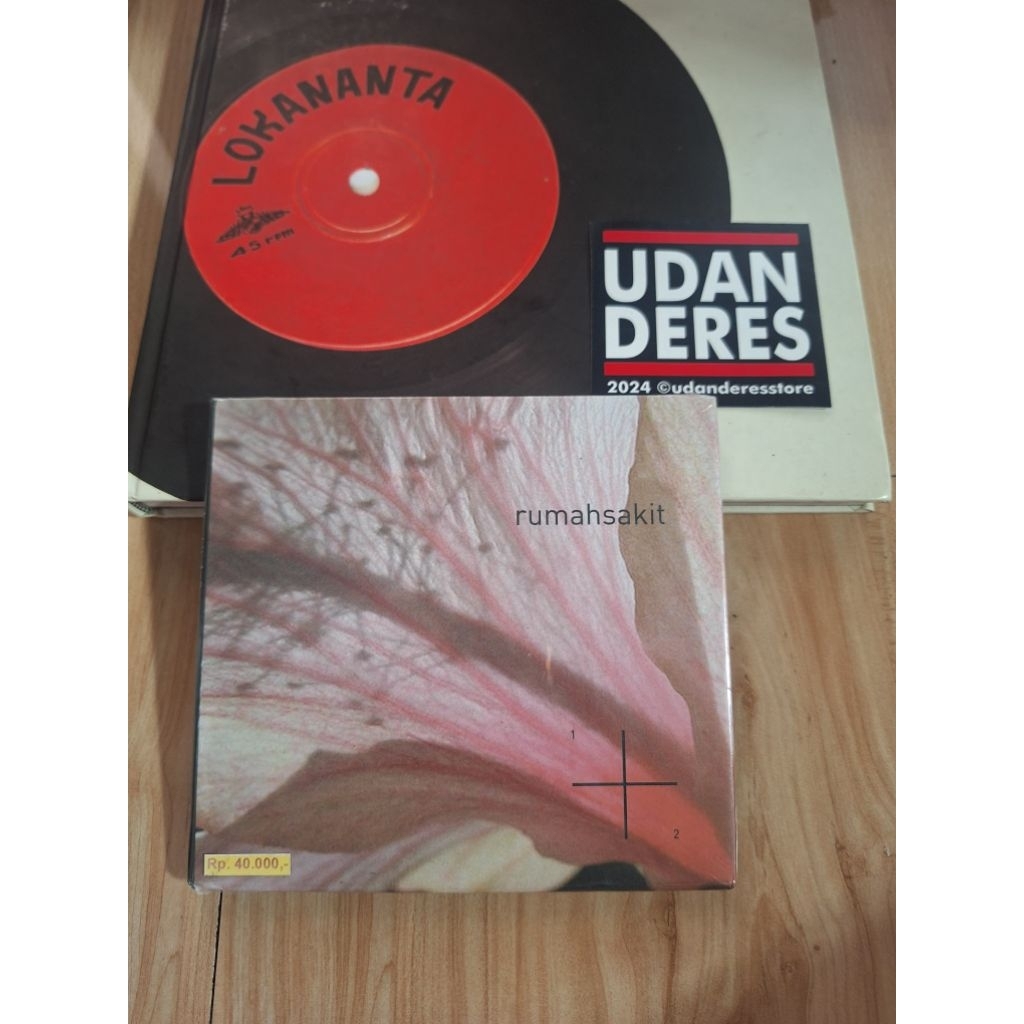 LOKANANTA
45 rpm
UDAN
DERES
2024 ©udanderesstore
rumahsakit
1
2
Rp. 40.000,-